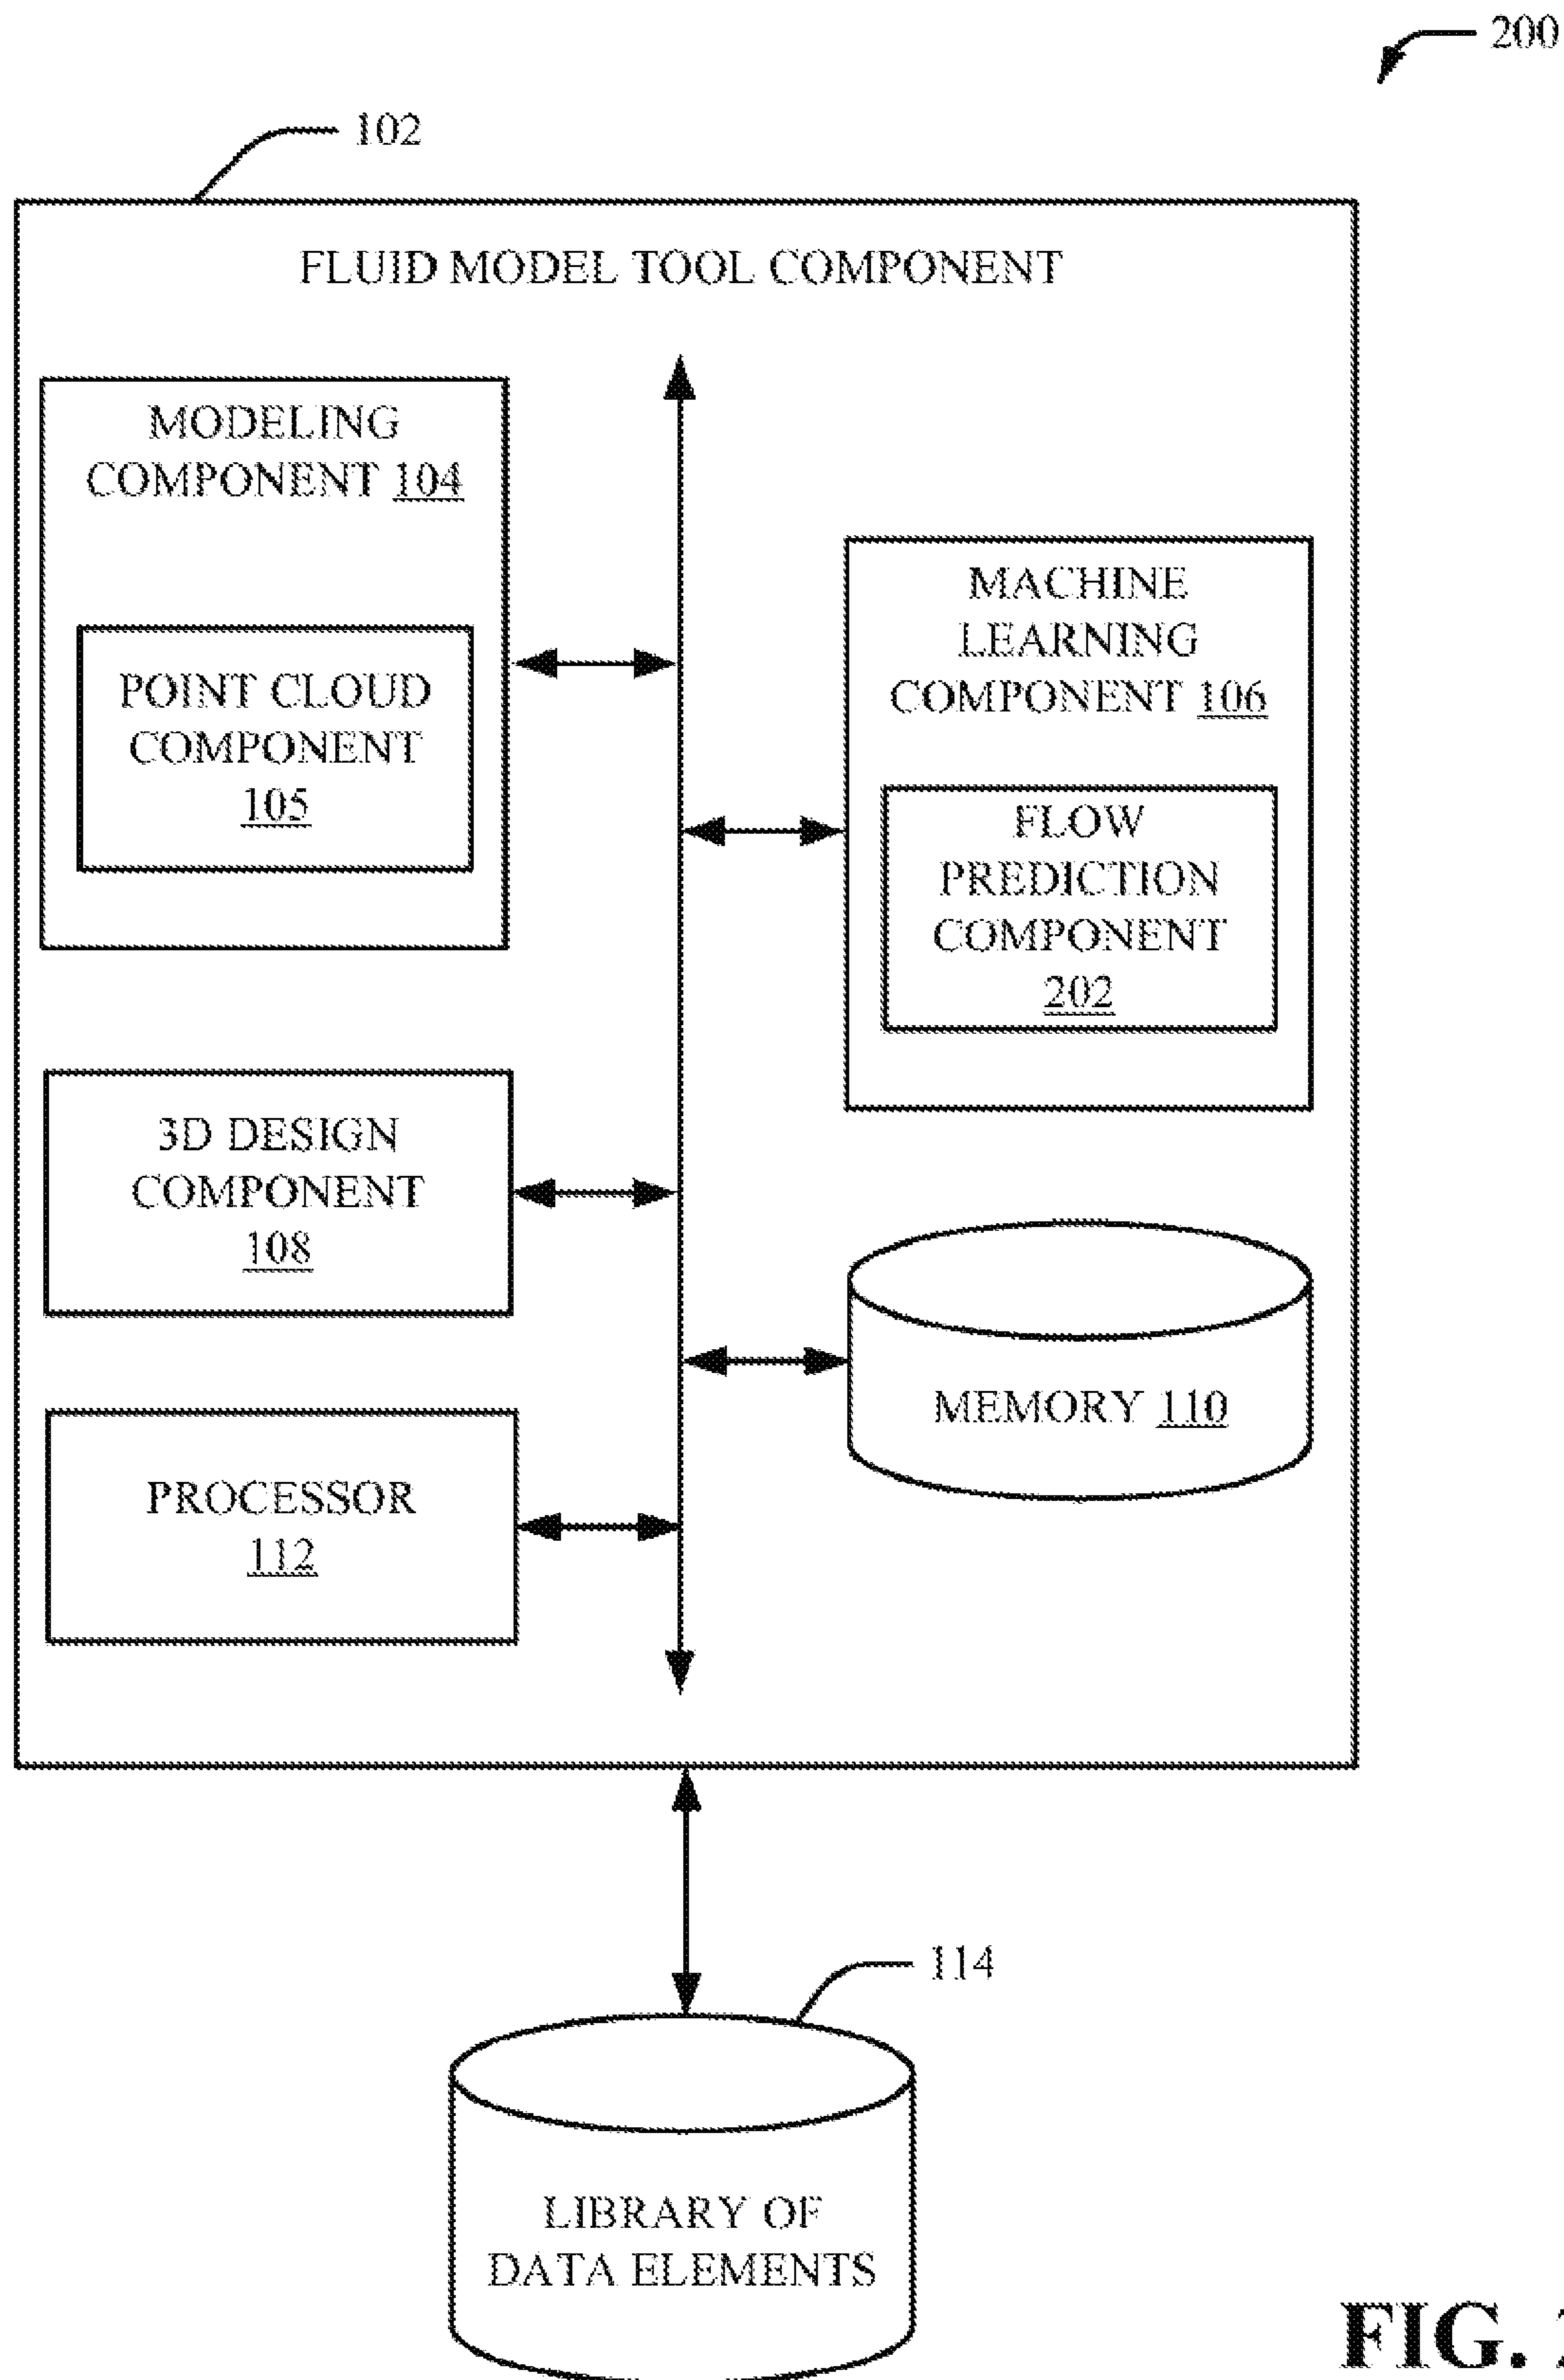 200
102
FLUID MODEL TOOL COMPONENT
MODELING
COMPONENT 104
POINT CLOUD
COMPONENT
105
MACHINE
LEARNING
COMPONENT 106
FLOW
PREDICTION
COMPONENT
202
3D DESIGN
COMPONENT
108
MEMORY 110
PROCESSOR
112
114
LIBRARY OF
DATA ELEMENTS
FIG.